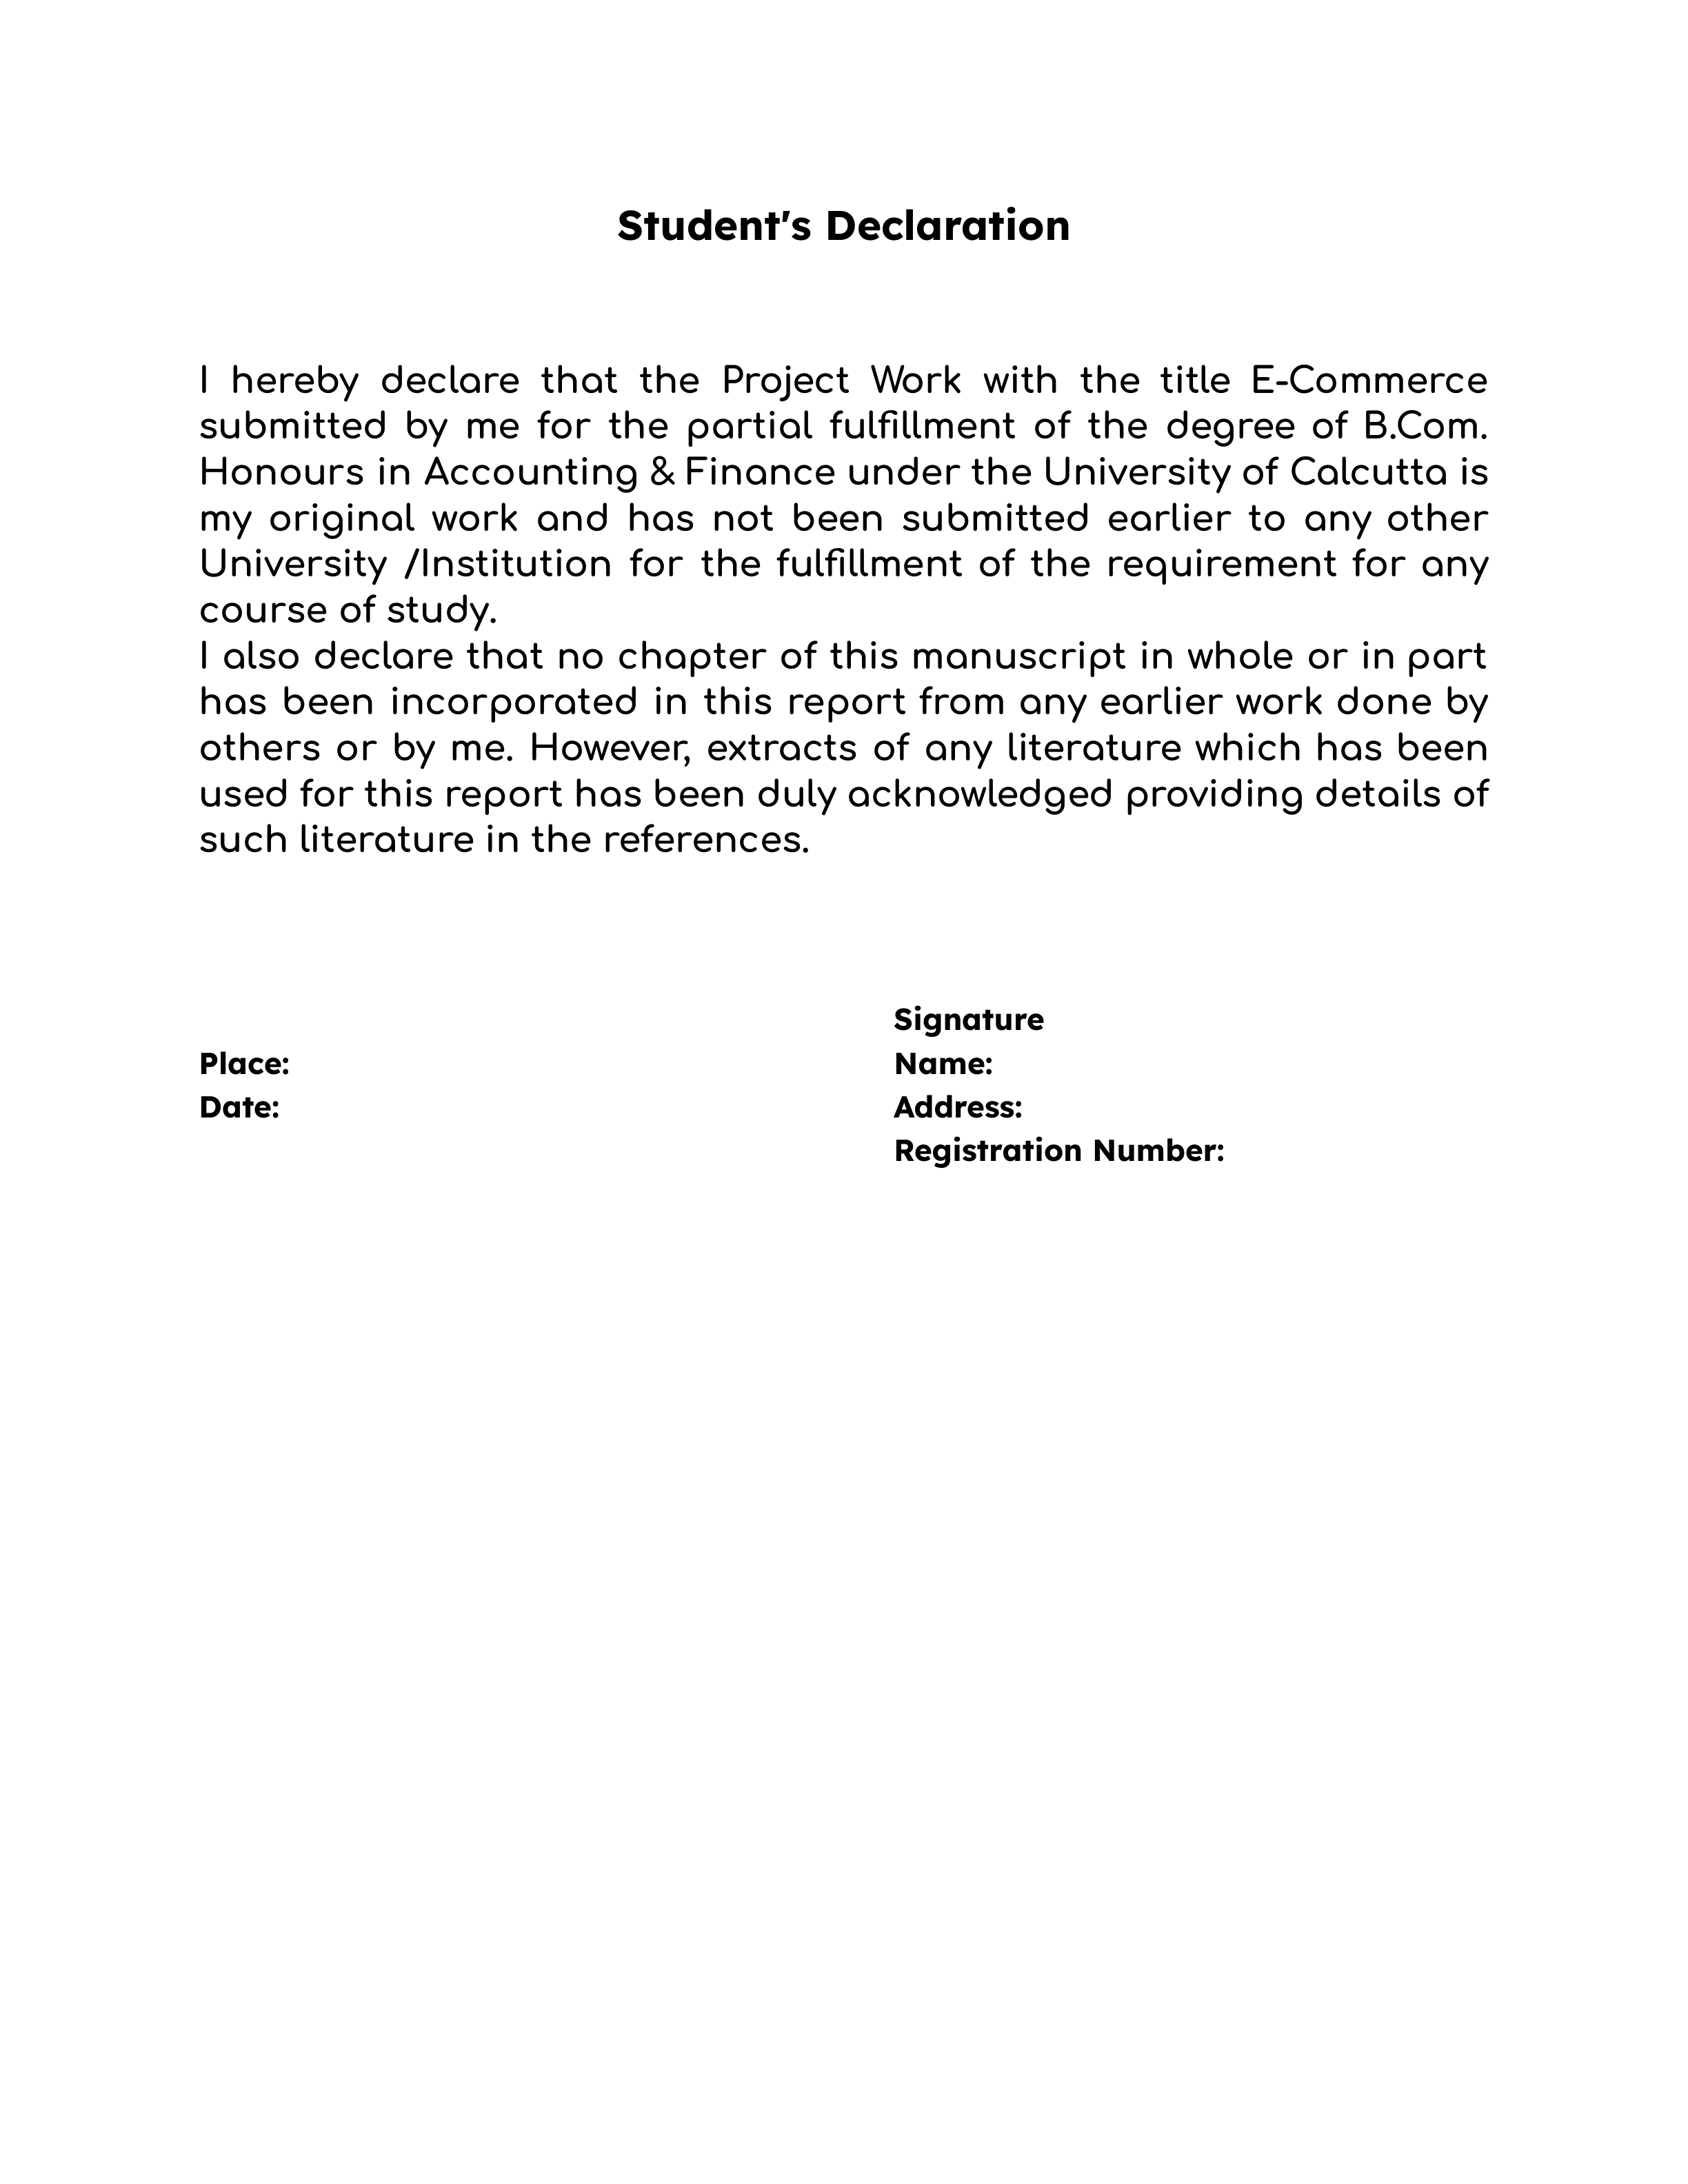 Student's Declaration
I hereby declare that the Project Work with the title E-Commerce
submitted by me for the partial fulfillment of the degree of B.Com.
Honours in Accounting & Finance under the University of Calcutta is
my original work and has not been submitted earlier to any other
University /Institution for the fulfillment of the requirement for any
course of study.
I also declare that no chapter of this manuscript in whole or in part
has been incorporated in this report from any earlier work done by
others or by me. However, extracts of any literature which has been
used for this report has been duly acknowledged providing details of
such literature in the references.
Signature
Place: Name:
Date: Address:
Registration Number: